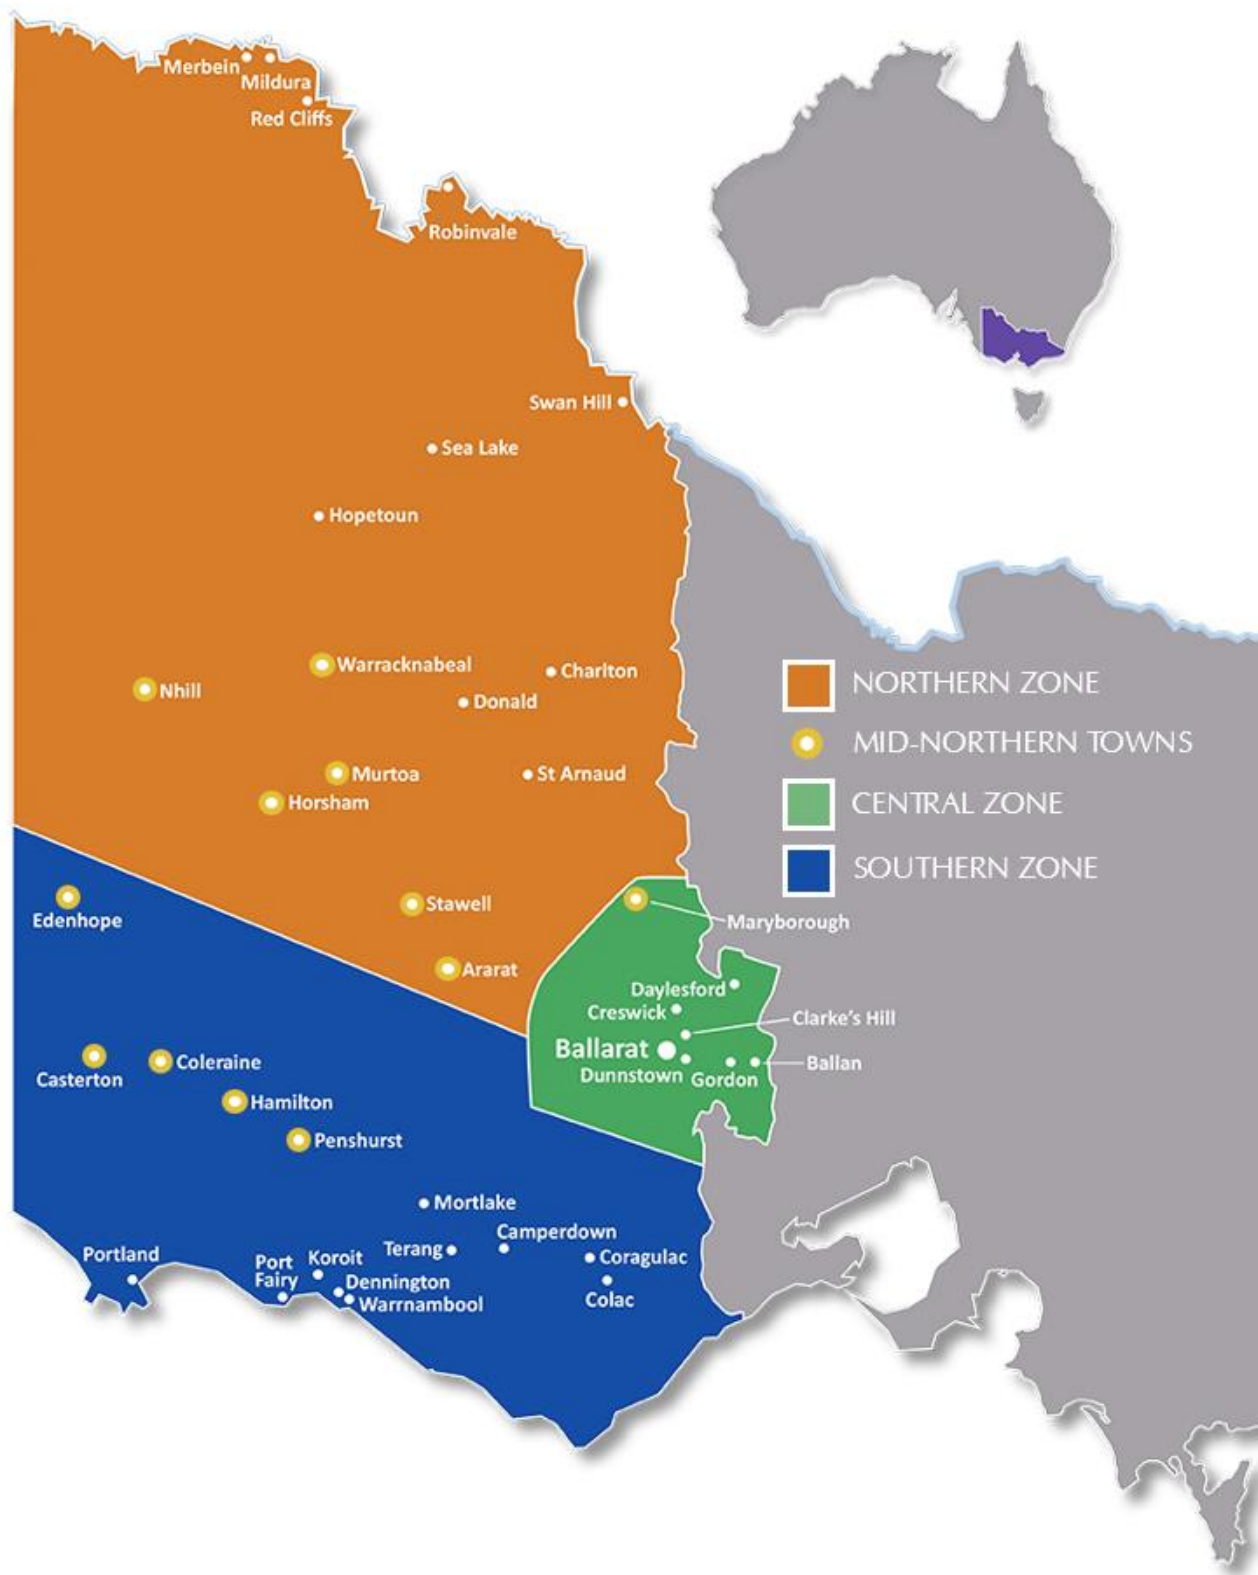 Merbein
Mildura
Red Cliffs
Robinvale
Swan Hill
Sea Lake
Hopetoun
Warracknabeal
Charlton
Nhill
Donald
Murtoa
St Arnaud
Horsham
NORTHERN ZONE
MID-NORTHERN TOWNS
CENTRAL ZONE
SOUTHERN ZONE
Edenhope
Stawell
Maryborough
Ararat
Daylesford
Creswick
Clarke's Hill
Ballarat
Dunnstown
Gordon
Ballan
Casterton
Coleraine
Hamilton
Penshurst
Mortlake
Camperdown
Terang
Coragulac
Colac
Portland
Port
Fairy
Koroit
Dennington
Warrnambool